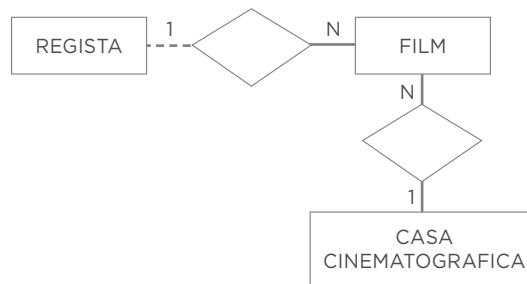 REGISTA 1 N FILM
N
1
CASA
CINEMATOGRAFICA